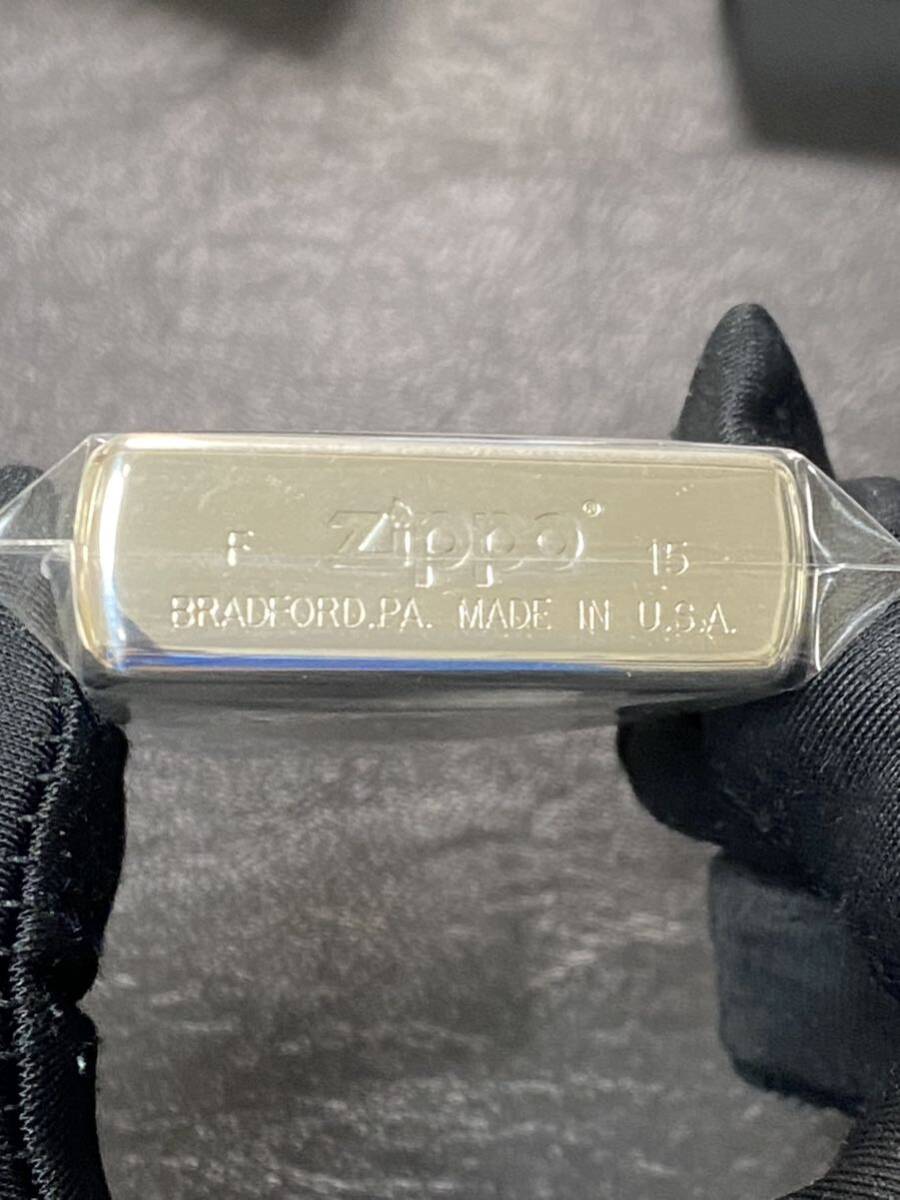 F Zippo® 15
BRADFORD,PA. MADE IN U.S.A.